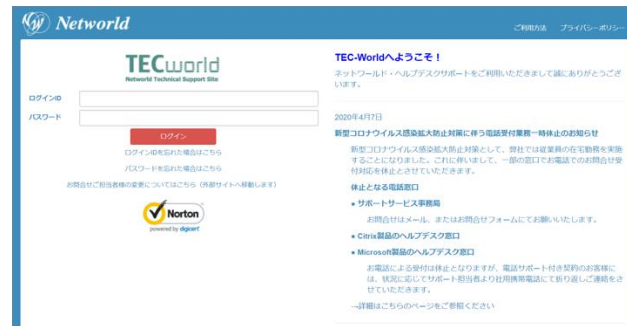 Networld
ご利用方法 プライバシーポリシー
TECworld
Networld Technical Support Site
ログインID
パスワード
ログイン
ログインIDを忘れた場合はこちら
パスワードを忘れた場合はこちら
お問合せご担当者様の変更についてはこちら（外部サイトへ移動します）
Norton
powered by digicert
TEC-Worldへようこそ！
ネットワールド・ヘルプデスクサポートをご利用いただきまして誠にありがとうござ
います。
2020年4月7日
新型コロナウイルス感染拡大防止対策に伴う電話受付業務一時休止のお知らせ
新型コロナウイルス感染拡大防止対策として、弊社では従業員の在宅勤務を実施
することになりました。これに伴いまして、一部の窓口でお電話でのお問合せ受
付対応を休止とさせていただきます。
休止となる電話窓口
• サポートサービス事務局
お問合せはメール、またはお問合せフォームにてお願いいたします。
• Citrix製品のヘルプデスク窓口
• Microsoft製品のヘルプデスク窓口
お電話による受付は休止となりますが、電話サポート付き契約のお客様に
は、状況に応じてサポート担当者より社用携帯電話にて折り返しご連絡をさ
せていただきます。
→詳細はこちらのページをご参照ください